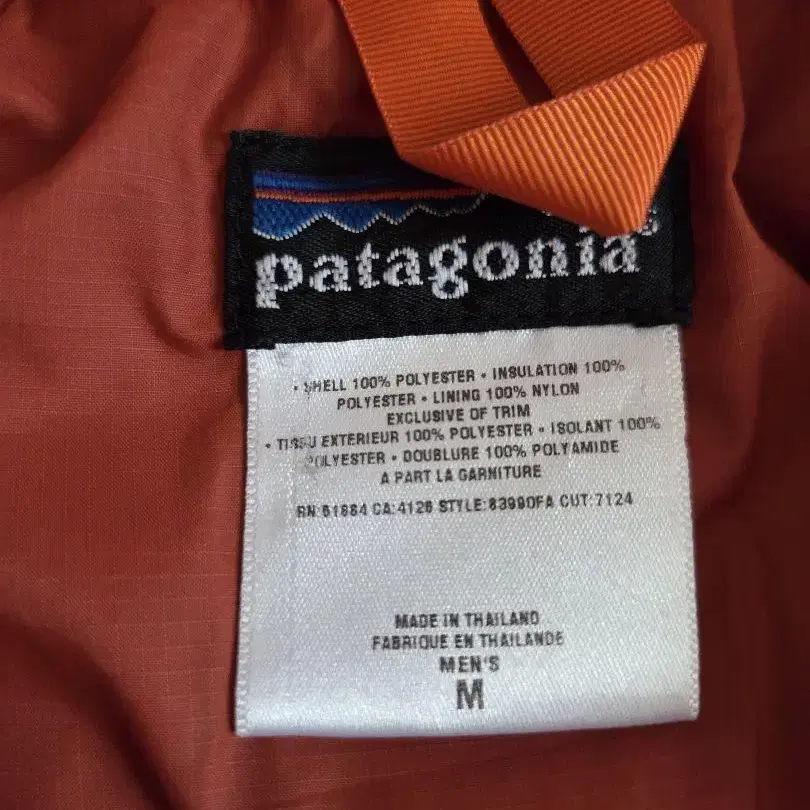 patagonia
• SHELL 100% POLYESTER • INSULATION 100%
POLYESTER • LINING 100% NYLON
EXCLUSIVE OF TRIM
• TISSU EXTERIEUR 100% POLYESTER • ISOLANT 100%
POLYESTER • DOUBLURE 100% POLYAMIDE
A PART LA GARNITURE
RN:51884 CA:4126 STYLE:83990FA CUT:7124
MADE IN THAILAND
FABRIQUE EN THAILANDE
MEN'S
M